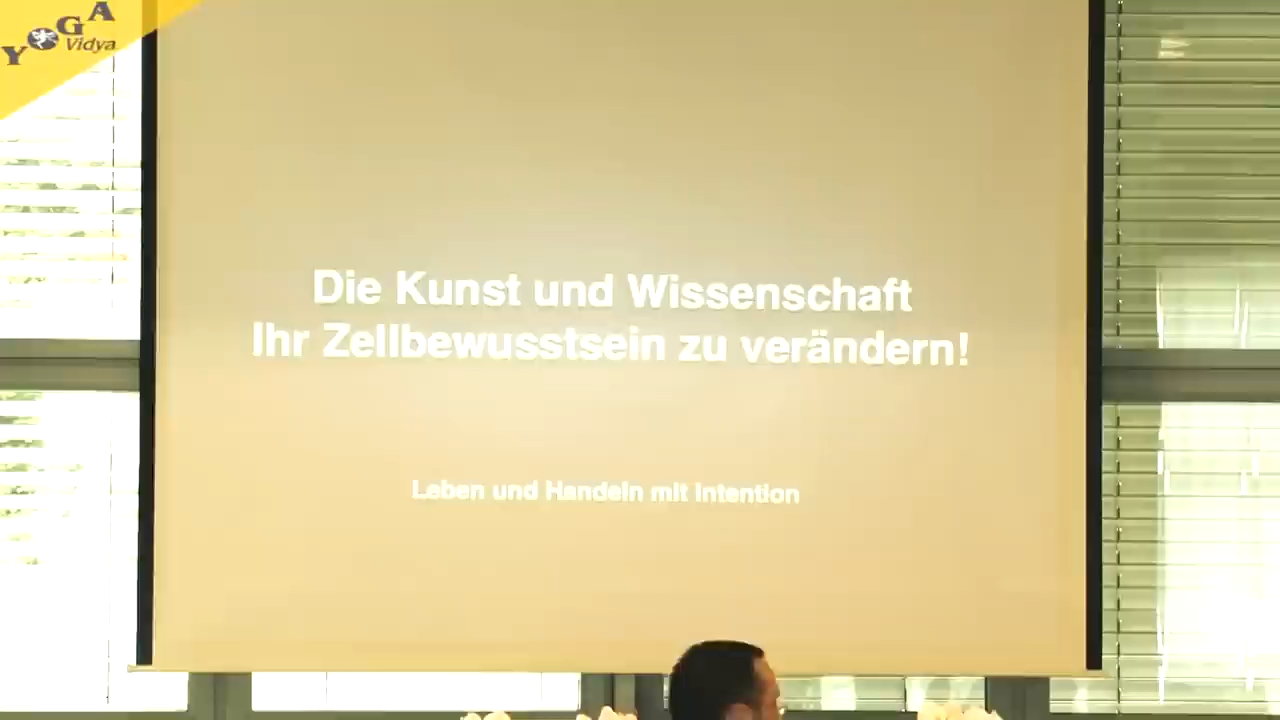 YOGA
Vidya
Die Kunst und Wissenschaft
Ihr Zellbewusstsein zu verändern!
Leben und Handeln mit Intention